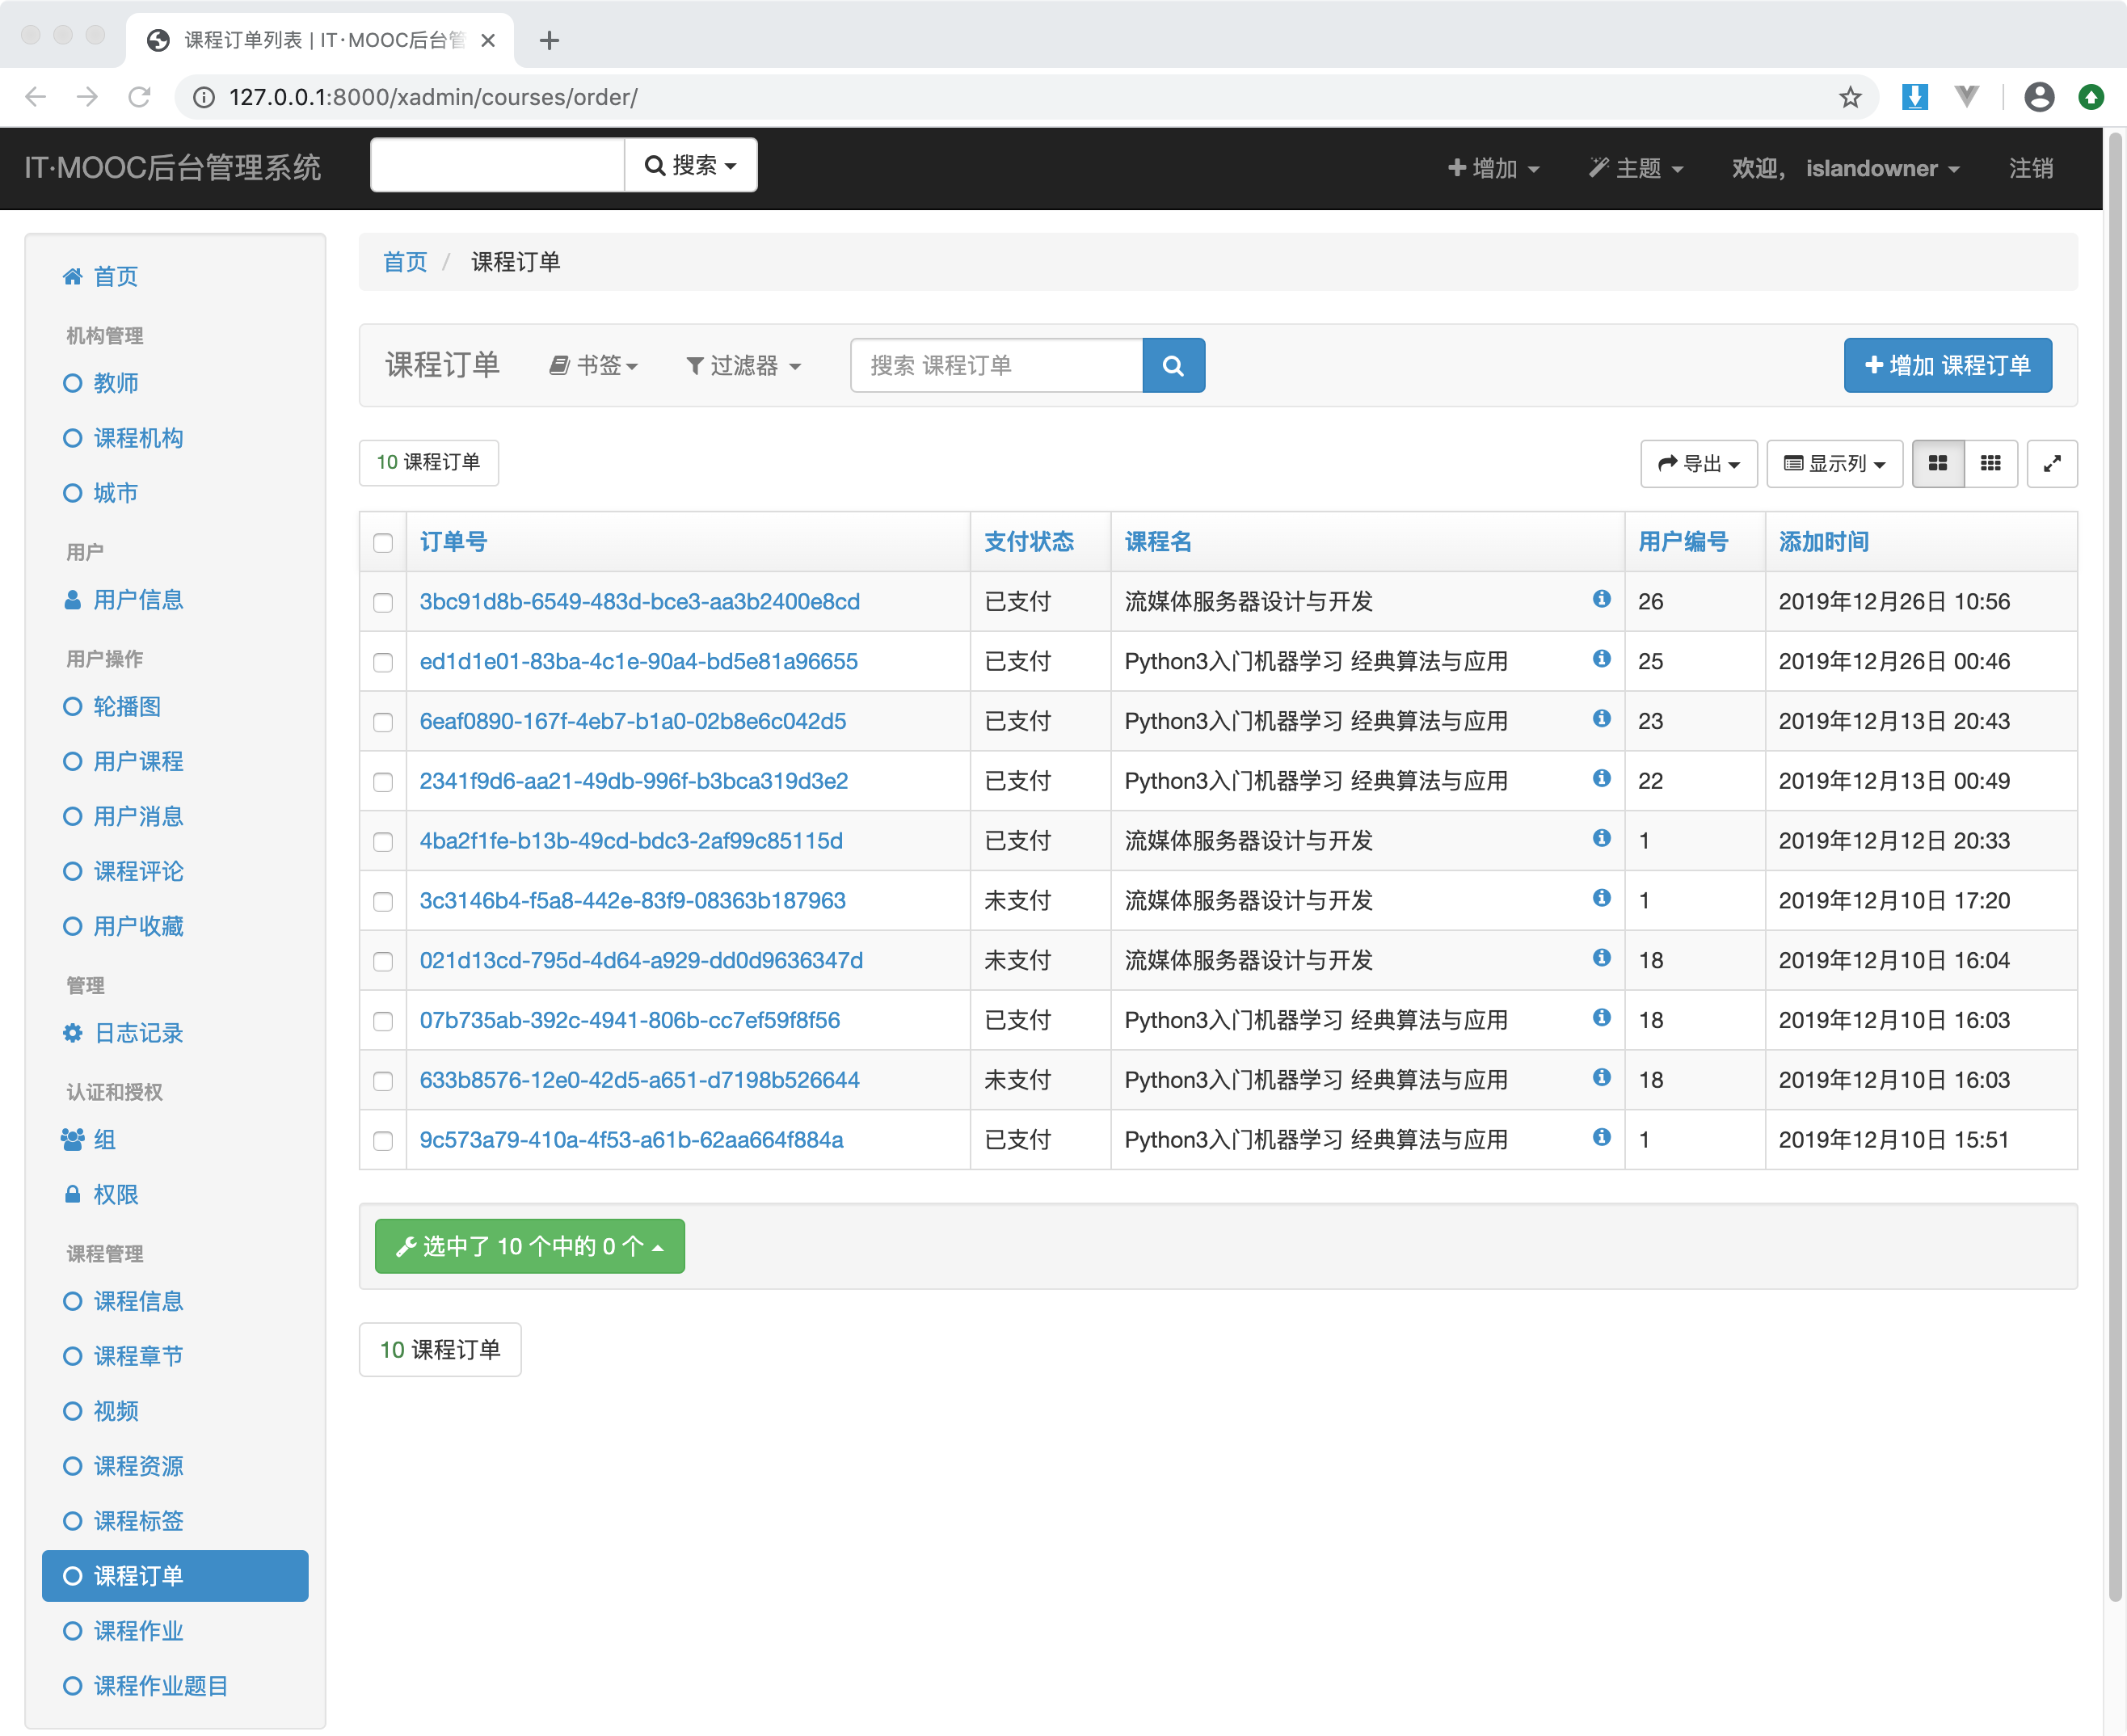 课程订单列表 | IT·MOOC后台管
127.0.0.1:8000/xadmin/courses/order/
IT·MOOC后台管理系统 搜索 增加 主题 欢迎， islandowner 注销
首页
机构管理
教师
课程机构
城市
用户
用户信息
用户操作
轮播图
用户课程
用户消息
课程评论
用户收藏
管理
日志记录
认证和授权
组
权限
课程管理
课程信息
课程章节
视频
课程资源
课程标签
课程订单
课程作业
课程作业题目
首页 / 课程订单
课程订单 书签 过滤器 搜索 课程订单 增加 课程订单
10 课程订单 导出 显示列
订单号 支付状态 课程名 用户编号 添加时间
3bc91d8b-6549-483d-bce3-aa3b2400e8cd 已支付 流媒体服务器设计与开发 26 2019年12月26日 10:56
ed1d1e01-83ba-4c1e-90a4-bd5e81a96655 已支付 Python3入门机器学习 经典算法与应用 25 2019年12月26日 00:46
6eaf0890-167f-4eb7-b1a0-02b8e6c042d5 已支付 Python3入门机器学习 经典算法与应用 23 2019年12月13日 20:43
2341f9d6-aa21-49db-996f-b3bca319d3e2 已支付 Python3入门机器学习 经典算法与应用 22 2019年12月13日 00:49
4ba2f1fe-b13b-49cd-bdc3-2af99c85115d 已支付 流媒体服务器设计与开发 1 2019年12月12日 20:33
3c3146b4-f5a8-442e-83f9-08363b187963 未支付 流媒体服务器设计与开发 1 2019年12月10日 17:20
021d13cd-795d-4d64-a929-dd0d9636347d 未支付 流媒体服务器设计与开发 18 2019年12月10日 16:04
07b735ab-392c-4941-806b-cc7ef59f8f56 已支付 Python3入门机器学习 经典算法与应用 18 2019年12月10日 16:03
633b8576-12e0-42d5-a651-d7198b526644 未支付 Python3入门机器学习 经典算法与应用 18 2019年12月10日 16:03
9c573a79-410a-4f53-a61b-62aa664f884a 已支付 Python3入门机器学习 经典算法与应用 1 2019年12月10日 15:51
选中了 10 个中的 0 个
10 课程订单